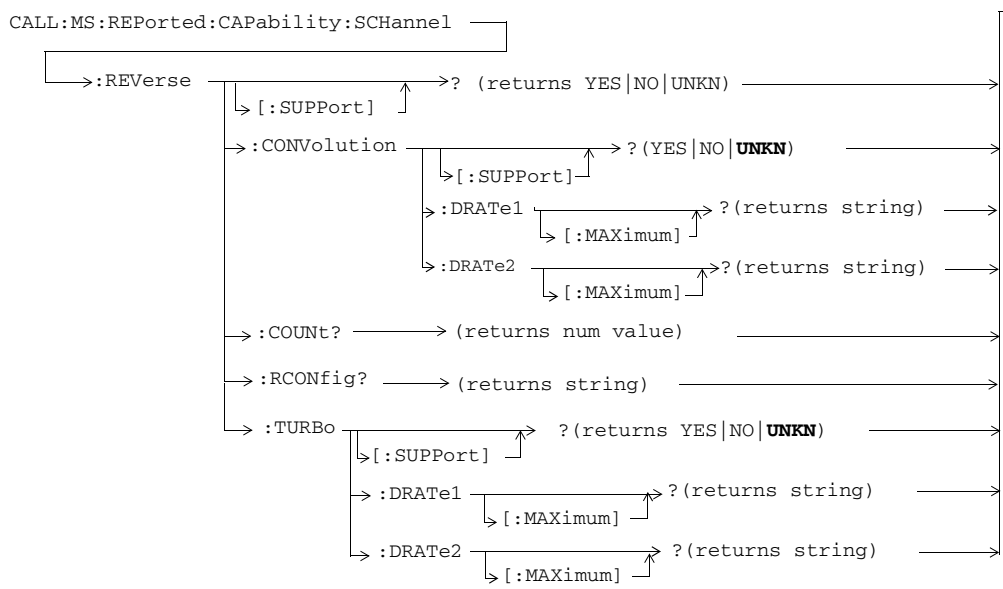 CALL:MS:REPorted:CAPability:SCHannel
:REVerse ? (returns YES|NO|UNKN)
[:SUPPort]
:CONVolution ?(YES|NO|UNKN)
[:SUPPort]
:DRATe1 ?(returns string)
[:MAXimum]
:DRATe2 ?(returns string)
[:MAXimum]
:COUNt? (returns num value)
:RCONfig? (returns string)
:TURBo ?(returns YES|NO|UNKN)
[:SUPPort]
:DRATe1 ?(returns string)
[:MAXimum]
:DRATe2 ?(returns string)
[:MAXimum]